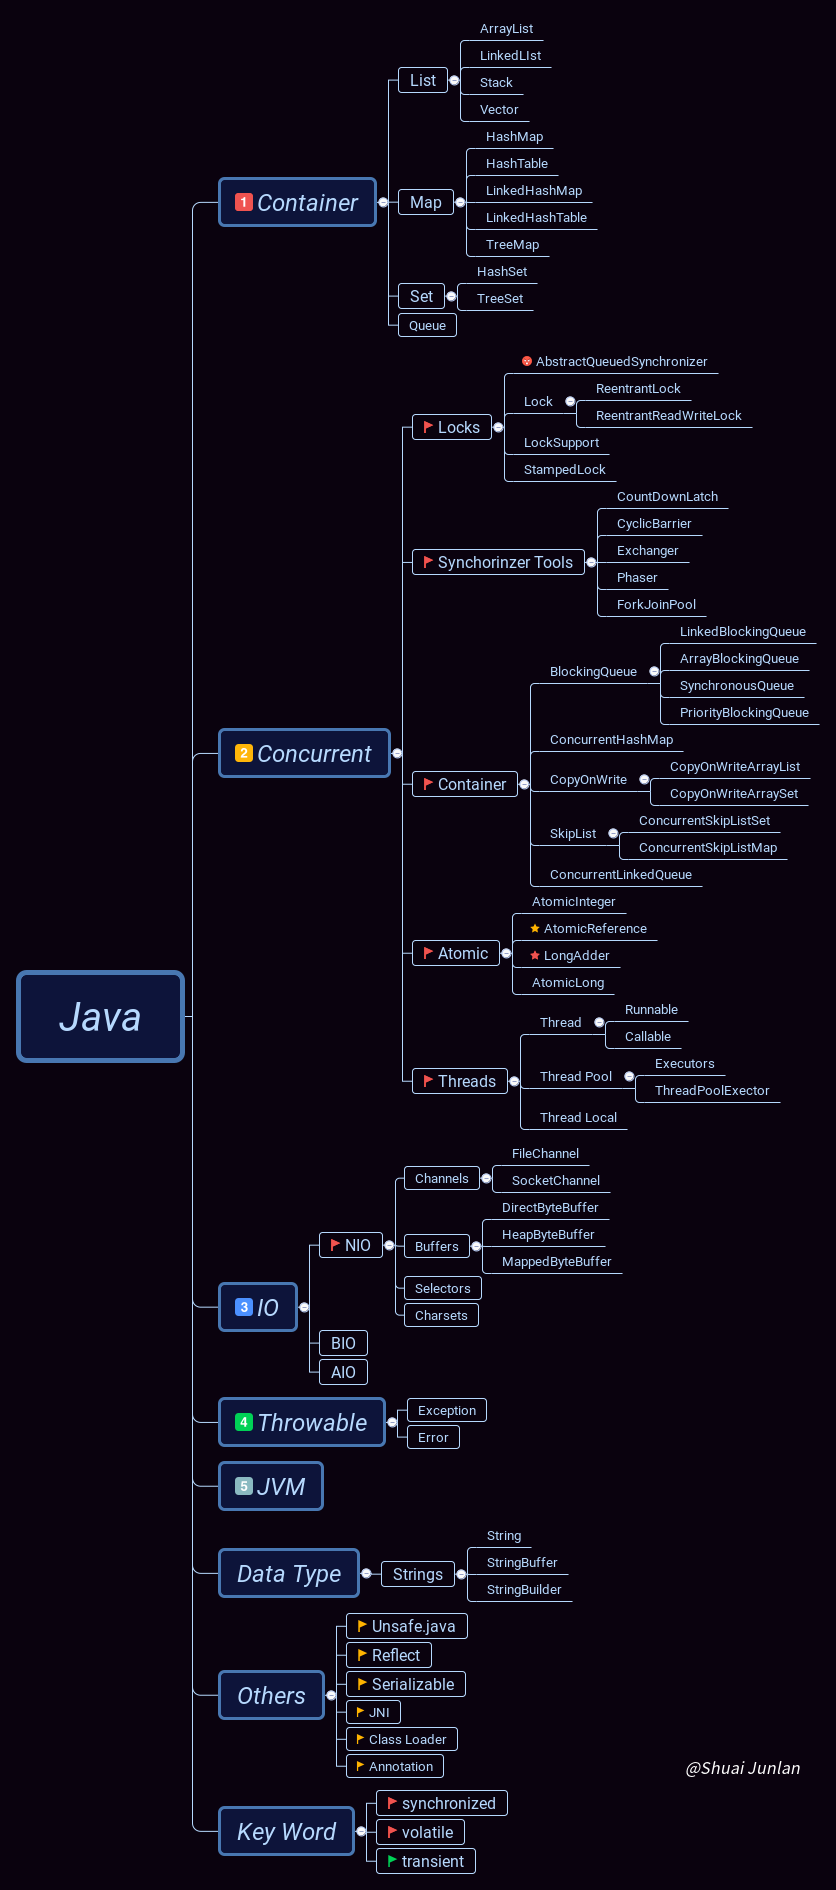 ArrayList
LinkedLIst
List
Stack
Vector
HashMap
HashTable
1 Container
Map
LinkedHashMap
LinkedHashTable
TreeMap
HashSet
Set
TreeSet
Queue
AbstractQueuedSynchronizer
ReentrantLock
Lock
ReentrantReadWriteLock
Locks
LockSupport
StampedLock
CountDownLatch
CyclicBarrier
Exchanger
Synchorinzer Tools
Phaser
ForkJoinPool
LinkedBlockingQueue
ArrayBlockingQueue
BlockingQueue
SynchronousQueue
PriorityBlockingQueue
2 Concurrent
ConcurrentHashMap
CopyOnWriteArrayList
Container
CopyOnWrite
CopyOnWriteArraySet
ConcurrentSkipListSet
SkipList
ConcurrentSkipListMap
ConcurrentLinkedQueue
AtomicInteger
AtomicReference
Atomic
LongAdder
AtomicLong
Java
Runnable
Thread
Callable
Executors
Threads
Thread Pool
ThreadPoolExector
Thread Local
FileChannel
Channels
SocketChannel
DirectByteBuffer
NIO
Buffers
HeapByteBuffer
MappedByteBuffer
Selectors
3 IO
Charsets
BIO
AIO
Exception
4 Throwable
Error
5 JVM
String
Data Type
Strings
StringBuffer
StringBuilder
Unsafe.java
Reflect
Serializable
Others
JNI
Class Loader
Annotation
@Shuai Junlan
synchronized
Key Word
volatile
transient